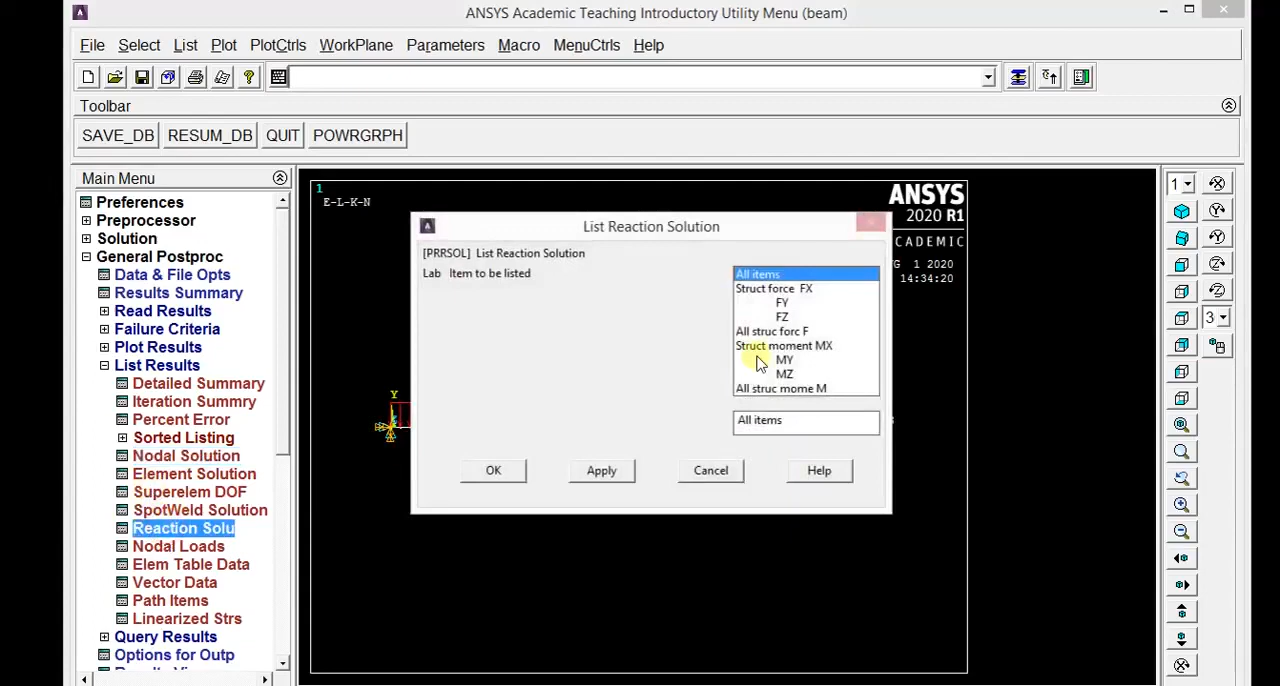 ANSYS Academic Teaching Introductory Utility Menu (beam)
File Select List Plot PlotCtrls WorkPlane Parameters Macro MenuCtrls Help
Toolbar
SAVE_DB RESUM_DB QUIT POWRGRPH
Main Menu
Preferences
Preprocessor
Solution
General Postproc
Data & File Opts
Results Summary
Read Results
Failure Criteria
Plot Results
List Results
Detailed Summary
Iteration Summry
Percent Error
Sorted Listing
Nodal Solution
Element Solution
Superelem DOF
SpotWeld Solution
Reaction Solu
Nodal Loads
Elem Table Data
Vector Data
Path Items
Linearized Strs
Query Results
Options for Outp
1
E-L-K-N
ANSYS
2020 R1
CADEMIC
G 1 2020
14:34:20
Y
List Reaction Solution
[PRRSOL] List Reaction Solution
Lab Item to be listed
All items
Struct force FX
FY
FZ
All struc forc F
Struct moment MX
MY
MZ
All struc mome M
All items
OK Apply Cancel Help
1
3